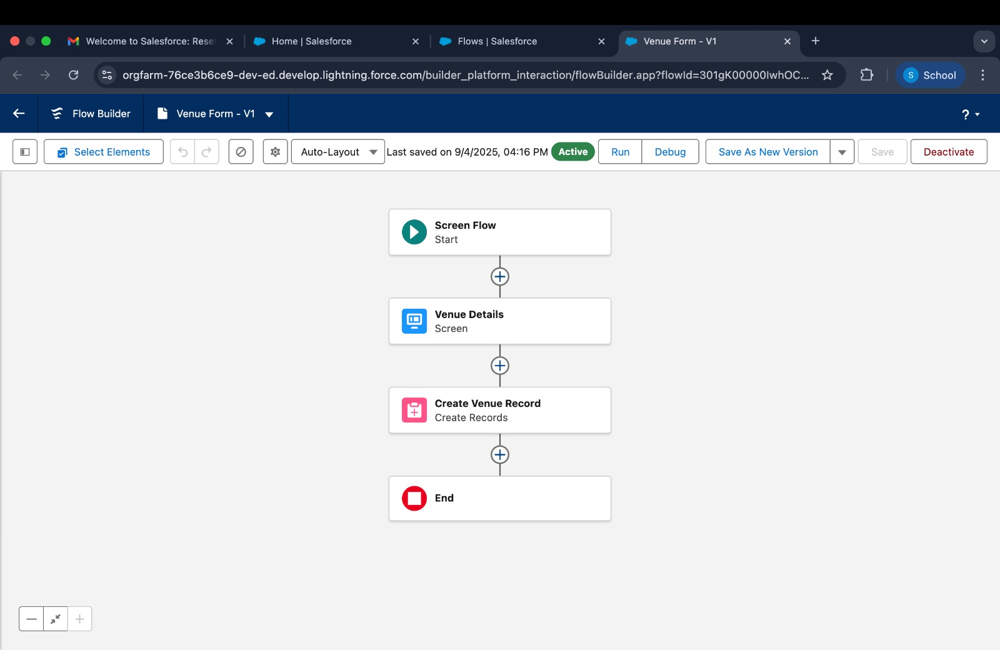 Welcome to Salesforce: Rese
Home | Salesforce
Flows | Salesforce
Venue Form - V1
orgfarm-76ce3b6ce9-dev-ed.develop.lightning.force.com/builder_platform_interaction/flowBuilder.app?flowId=301gK00000IwhOC...
S School
Flow Builder
Venue Form - V1
?
Select Elements
Auto-Layout
Last saved on 9/4/2025, 04:16 PM
Active
Run
Debug
Save As New Version
Save
Deactivate
Screen Flow
Start
Venue Details
Screen
Create Venue Record
Create Records
End